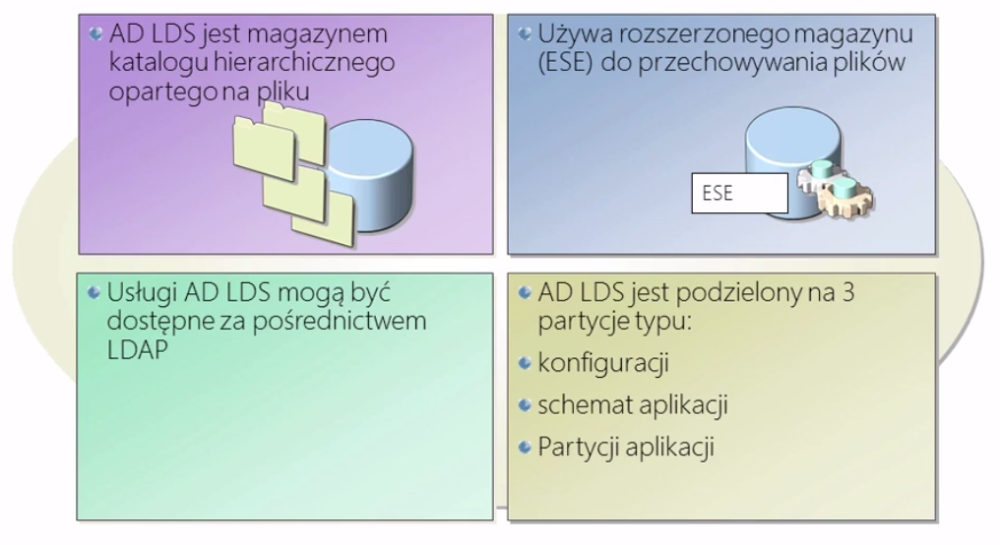 AD LDS jest magazynem
katalogu hierarchicznego
opartego na pliku
Używa rozszerzonego magazynu
(ESE) do przechowywania plików
ESE
Usługi AD LDS mogą być
dostępne za pośrednictwem
LDAP
AD LDS jest podzielony na 3
partycje typu:
konfiguracji
schemat aplikacji
Partycji aplikacji